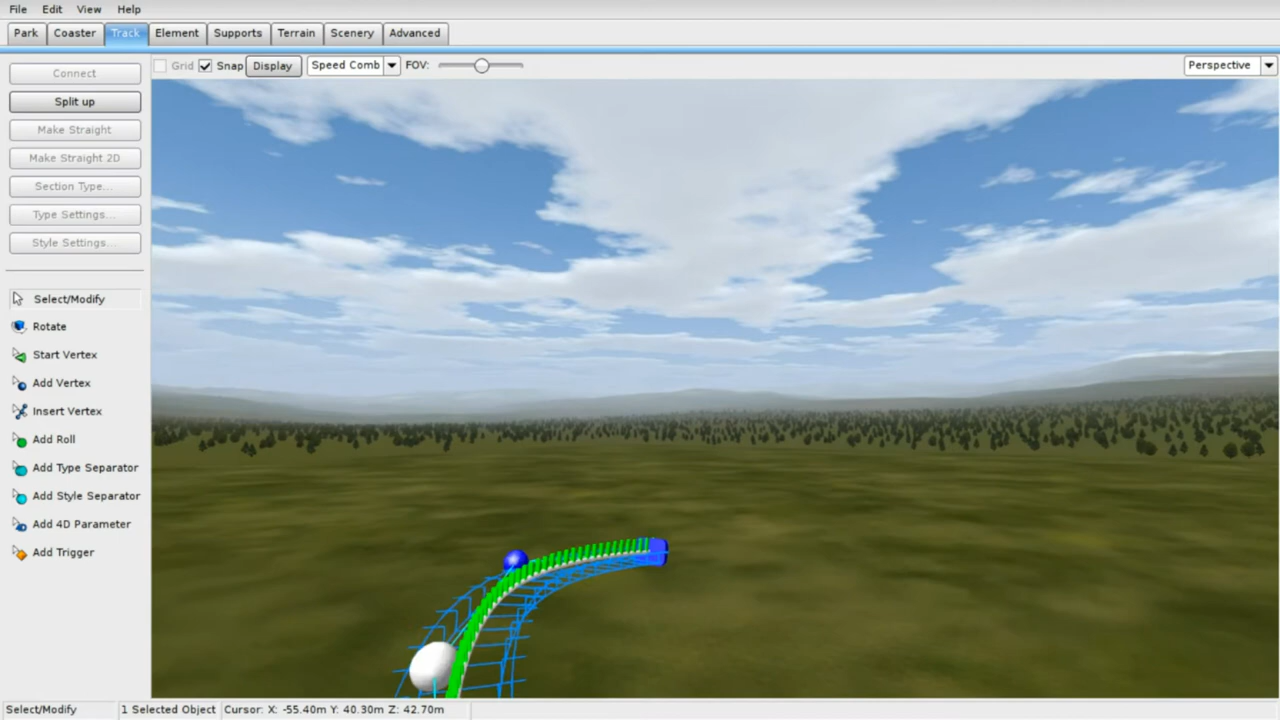 File Edit View Help
Park Coaster Track Element Supports Terrain Scenery Advanced
Grid Snap Display Speed Comb FOV: Perspective
Connect
Split up
Make Straight
Make Straight 2D
Section Type...
Type Settings...
Style Settings...
Select/Modify
Rotate
Start Vertex
Add Vertex
Insert Vertex
Add Roll
Add Type Separator
Add Style Separator
Add 4D Parameter
Add Trigger
Select/Modify 1 Selected Object Cursor: X: -55.40m Y: 40.30m Z: 42.70m